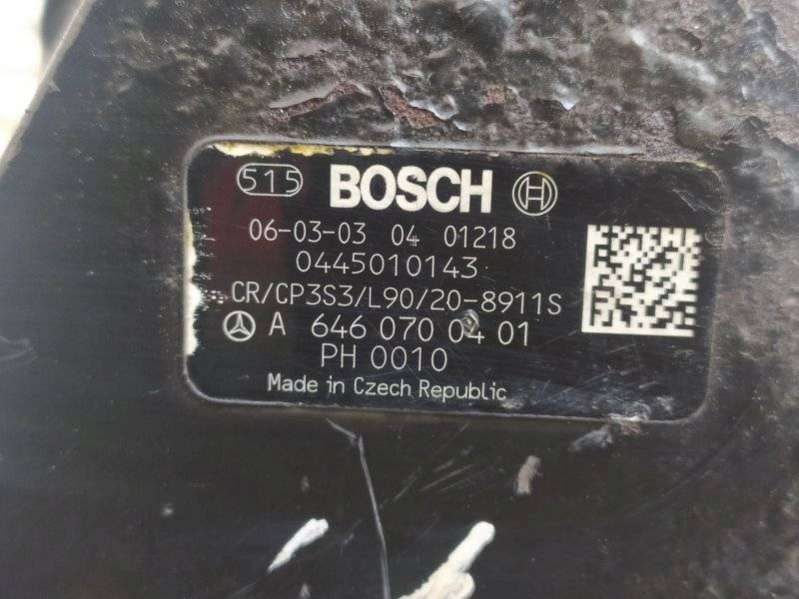 515 BOSCH
06-03-03 04 01218
0445010143
CR/CP3S3/L90/20-8911S
A 646 070 04 01
PH 0010
Made in Czech Republic